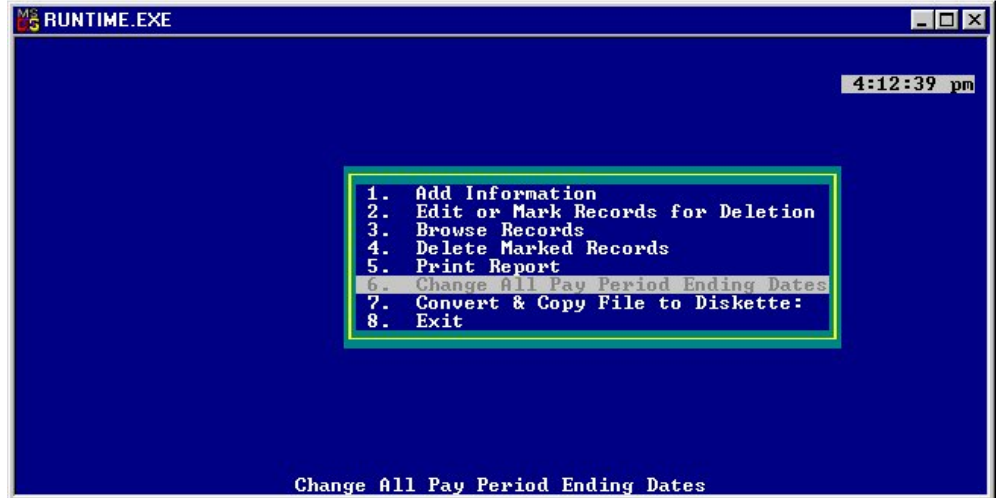 RUNTIME.EXE
4:12:39 pm
1. Add Information
2. Edit or Mark Records for Deletion
3. Browse Records
4. Delete Marked Records
5. Print Report
6. Change All Pay Period Ending Dates
7. Convert & Copy File to Diskette:
8. Exit
Change All Pay Period Ending Dates